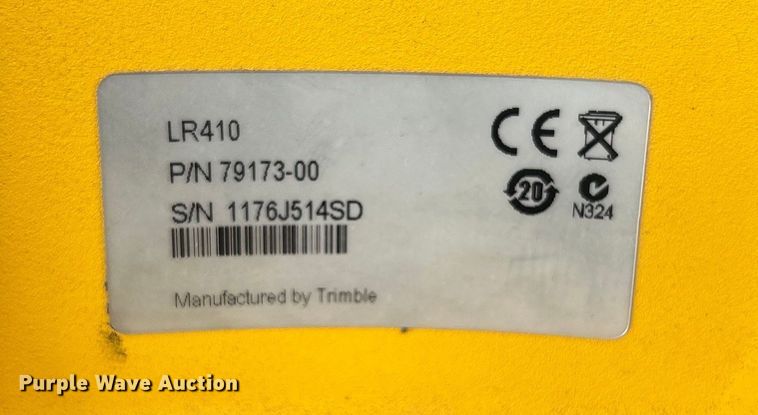 LR410
P/N 79173-00
S/N 1176J514SD
Manufactured by Trimble
CE
20
N324
Purple Wave Auction